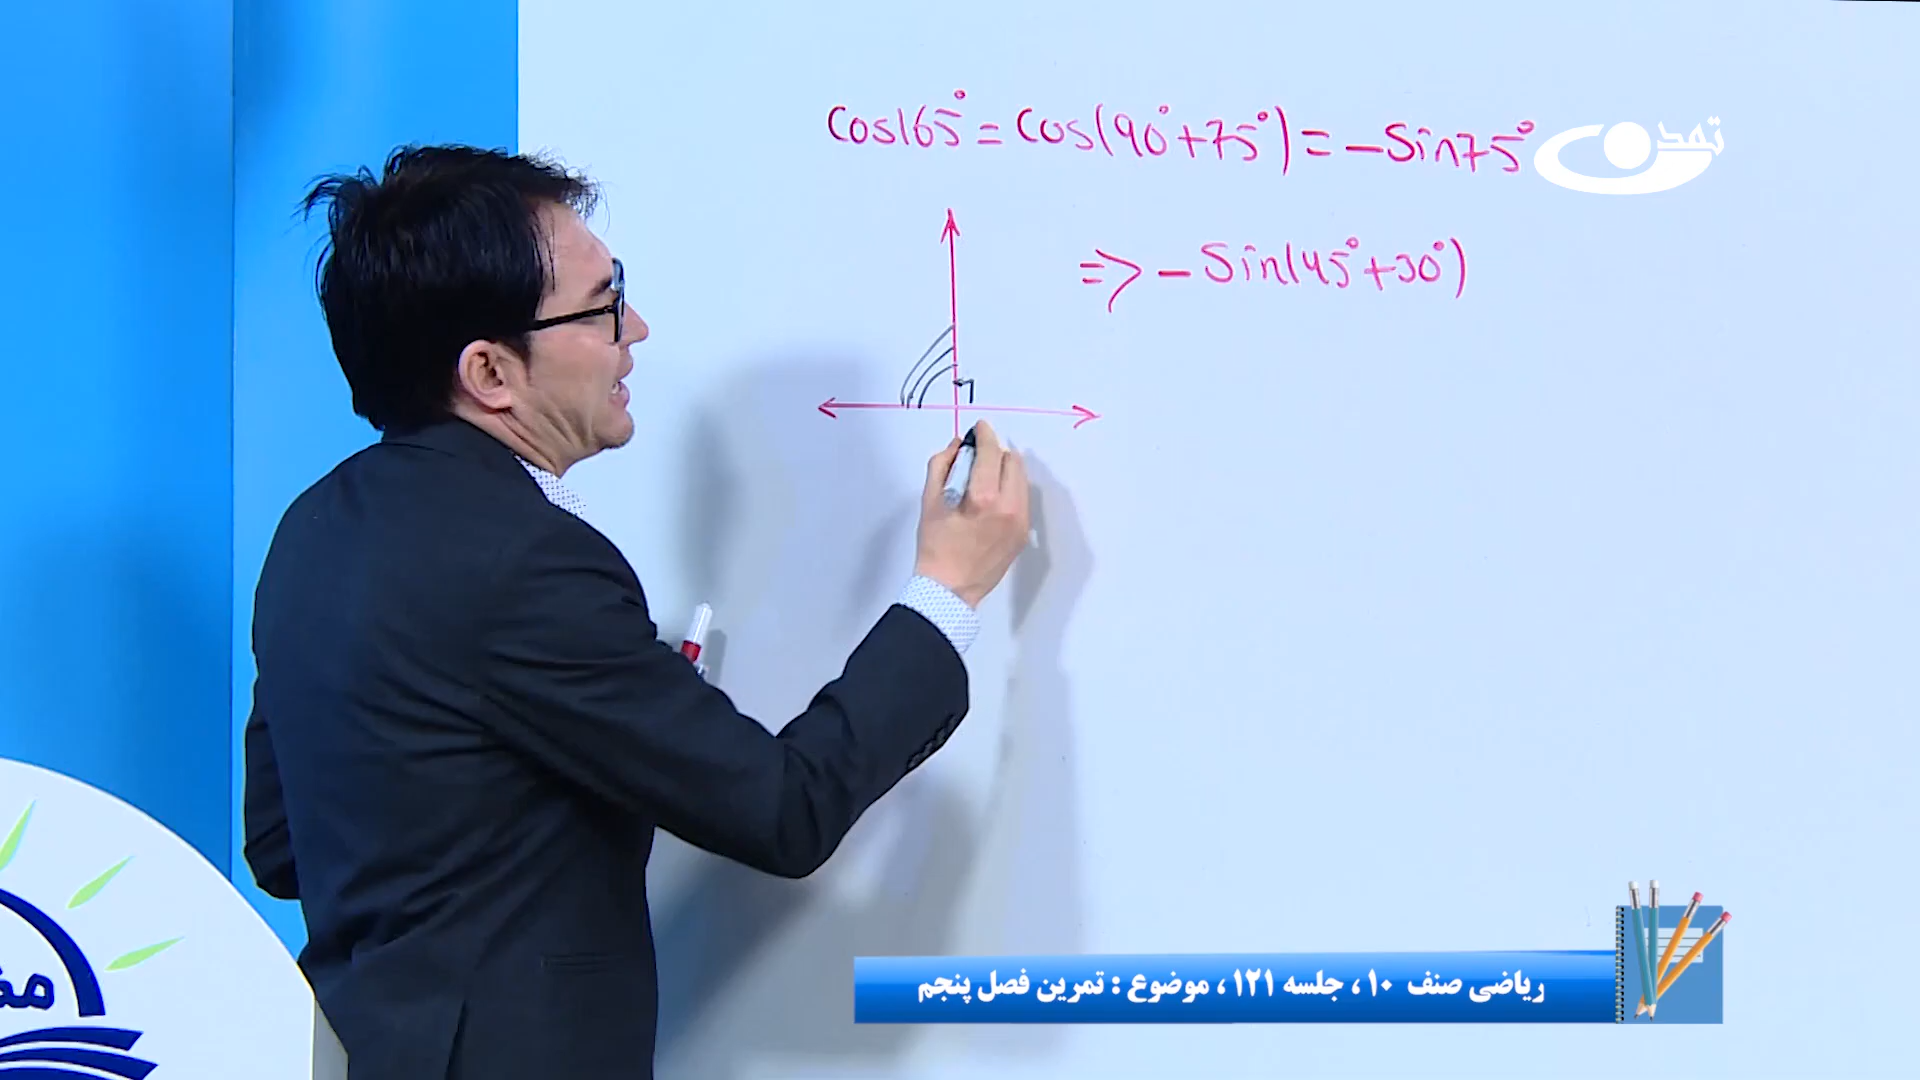 cos165° = cos(90° + 75°) = -sin75°
تمدن
=> -sin(45° + 30°)
ریاضی صنف ۱۰ ، جلسه ۱۲۱ ، موضوع : تمرین فصل پنجم